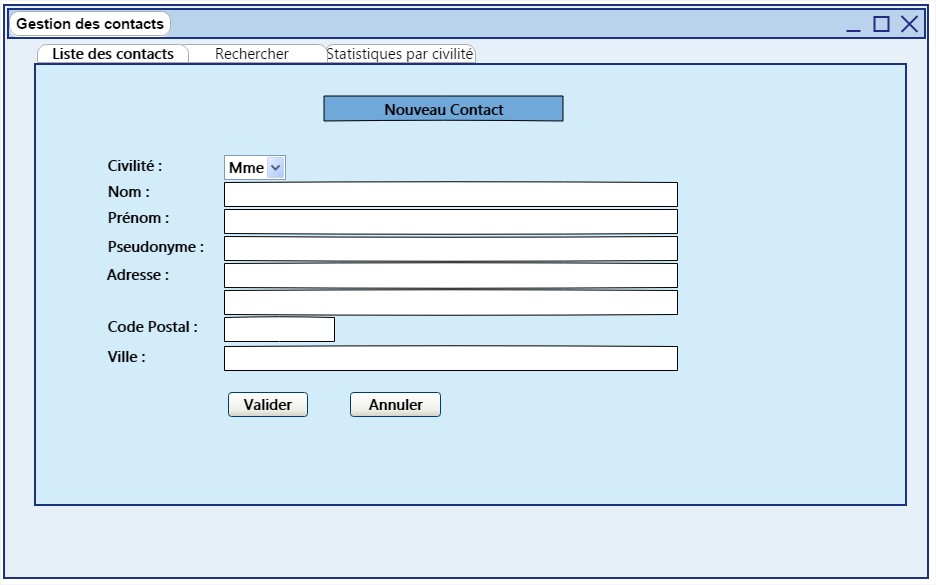 Gestion des contacts
Liste des contacts Rechercher Statistiques par civilité
Nouveau Contact
Civilité : Mme
Nom :
Prénom :
Pseudonyme :
Adresse :
Code Postal :
Ville :
Valider Annuler